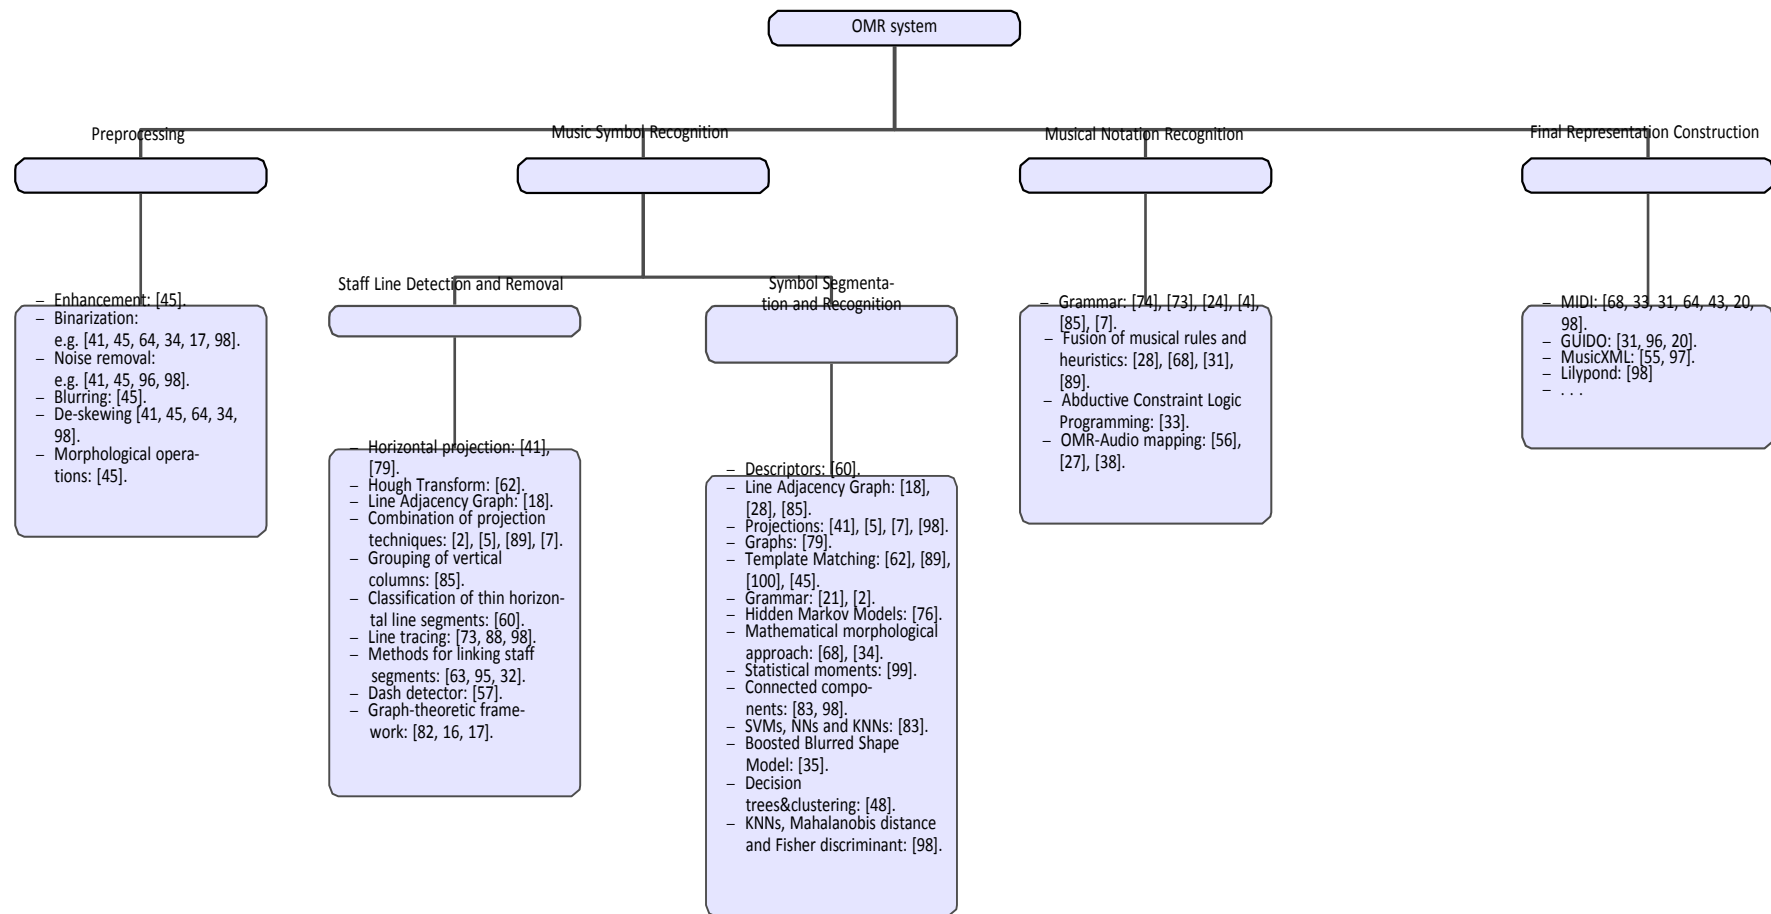 OMR system
Preprocessing
Music Symbol Recognition
Musical Notation Recognition
Final Representation Construction
– Enhancement: [45].
– Binarization:
e.g. [41, 45, 64, 34, 17, 98].
– Noise removal:
e.g. [41, 45, 96, 98].
– Blurring: [45].
– De-skewing [41, 45, 64, 34,
98].
– Morphological opera-
tions: [45].
Staff Line Detection and Removal
– Horizontal projection: [41],
[79].
– Hough Transform: [62].
– Line Adjacency Graph: [18].
– Combination of projection
techniques: [2], [5], [89], [7].
– Grouping of vertical
columns: [85].
– Classification of thin horizon-
tal line segments: [60].
– Line tracing: [73, 88, 98].
– Methods for linking staff
segments: [63, 95, 32].
– Dash detector: [57].
– Graph-theoretic frame-
work: [82, 16, 17].
Symbol Segmenta-
tion and Recognition
– Descriptors: [60].
– Line Adjacency Graph: [18],
[28], [85].
– Projections: [41], [5], [7], [98].
– Graphs: [79].
– Template Matching: [62], [89],
[100], [45].
– Grammar: [21], [2].
– Hidden Markov Models: [76].
– Mathematical morphological
approach: [68], [34].
– Statistical moments: [99].
– Connected compo-
nents: [83, 98].
– SVMs, NNs and KNNs: [83].
– Boosted Blurred Shape
Model: [35].
– Decision
trees&clustering: [48].
– KNNs, Mahalanobis distance
and Fisher discriminant: [98].
– Grammar: [74], [73], [24], [4],
[85], [7].
– Fusion of musical rules and
heuristics: [28], [68], [31],
[89].
– Abductive Constraint Logic
Programming: [33].
– OMR-Audio mapping: [56],
[27], [38].
– MIDI: [68, 33, 31, 64, 43, 20,
98].
– GUIDO: [31, 96, 20].
– MusicXML: [55, 97].
– Lilypond: [98]
– . . .